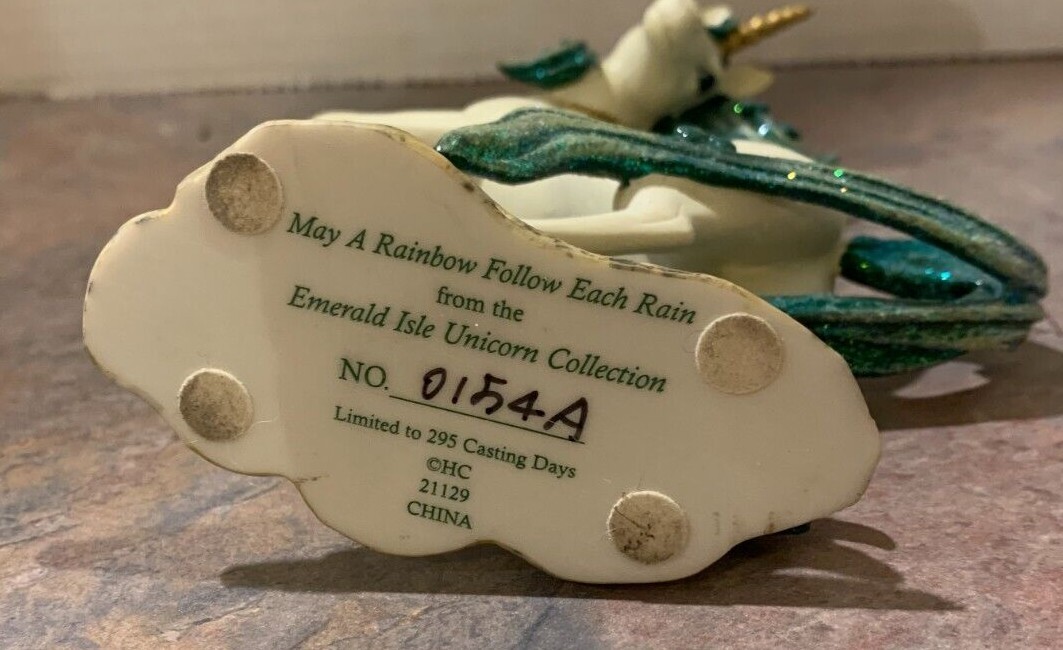 May A Rainbow Follow Each Rain
from the
Emerald Isle Unicorn Collection
NO. 0154A
Limited to 295 Casting Days
©HC
21129
CHINA